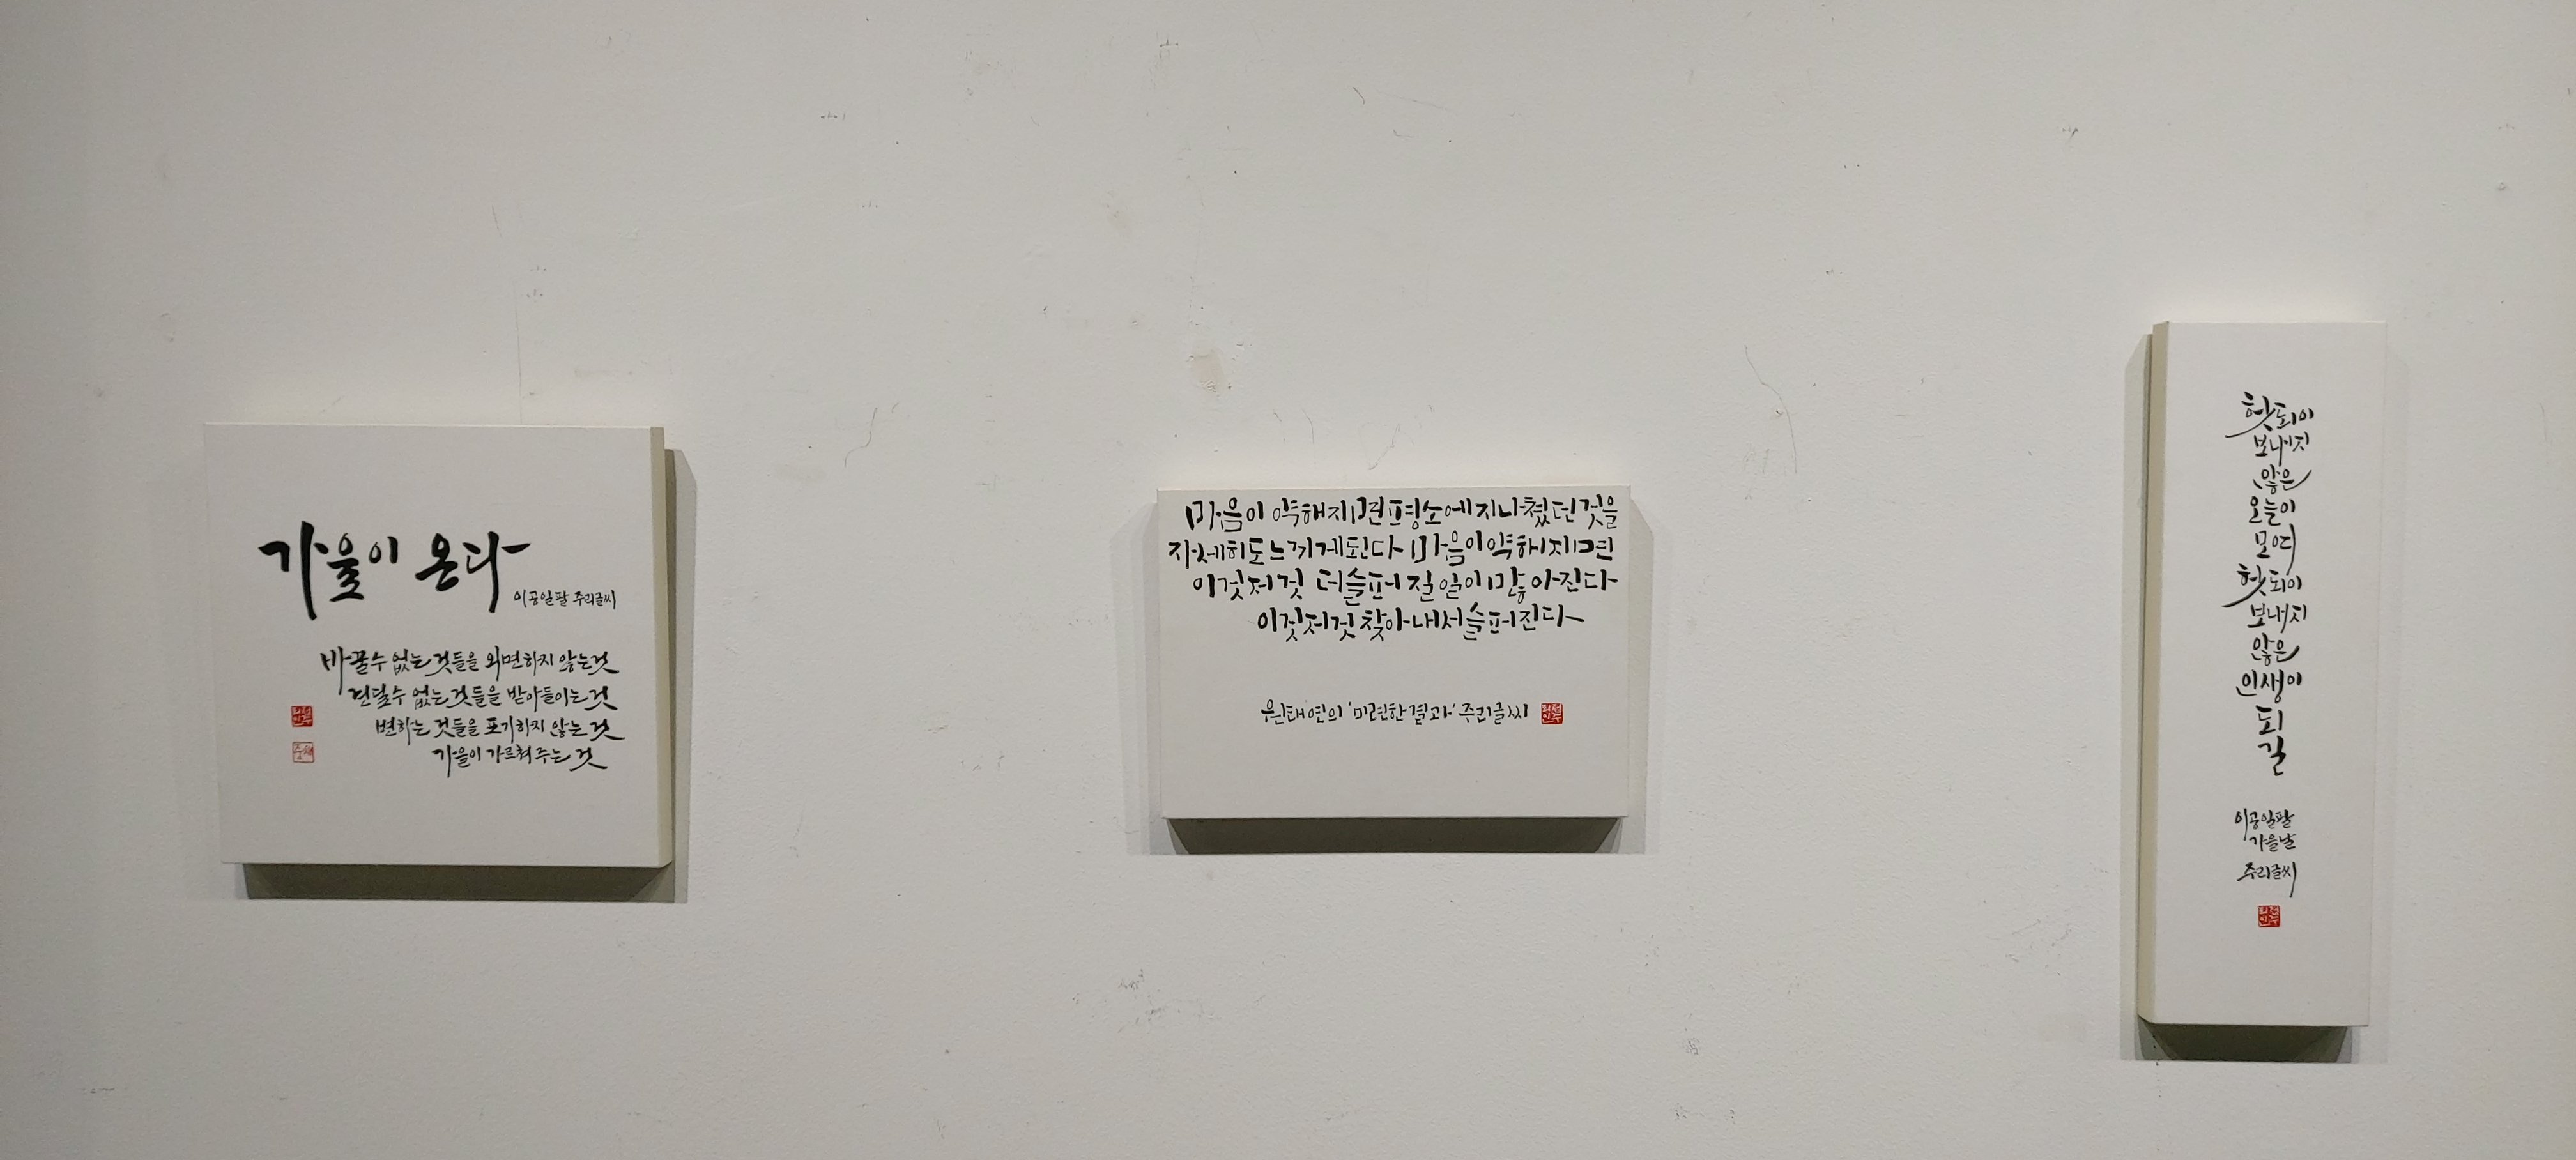 가을이 온다
이공일팔 주리글씨
바꿀수 없는것들을 외면하지 않는것
견딜수 없는것들을 받아들이는것
변하는 것들을 포기하지 않는것
가을이 가르쳐 주는 것
마음이 약해지면 평소에 지나쳤던 것을
자세히도 느끼게된다 마음이 약해지면
이것저것 더 슬퍼질 일이 많아진다
이것저것 찾아내서 슬퍼진다
원태연의 '미련한 결과' 주리글씨
헛되이
보내지
않은
오늘이
모여
헛되이
보내지
않은
인생이
되
길
이공일팔
가을날
주리글씨